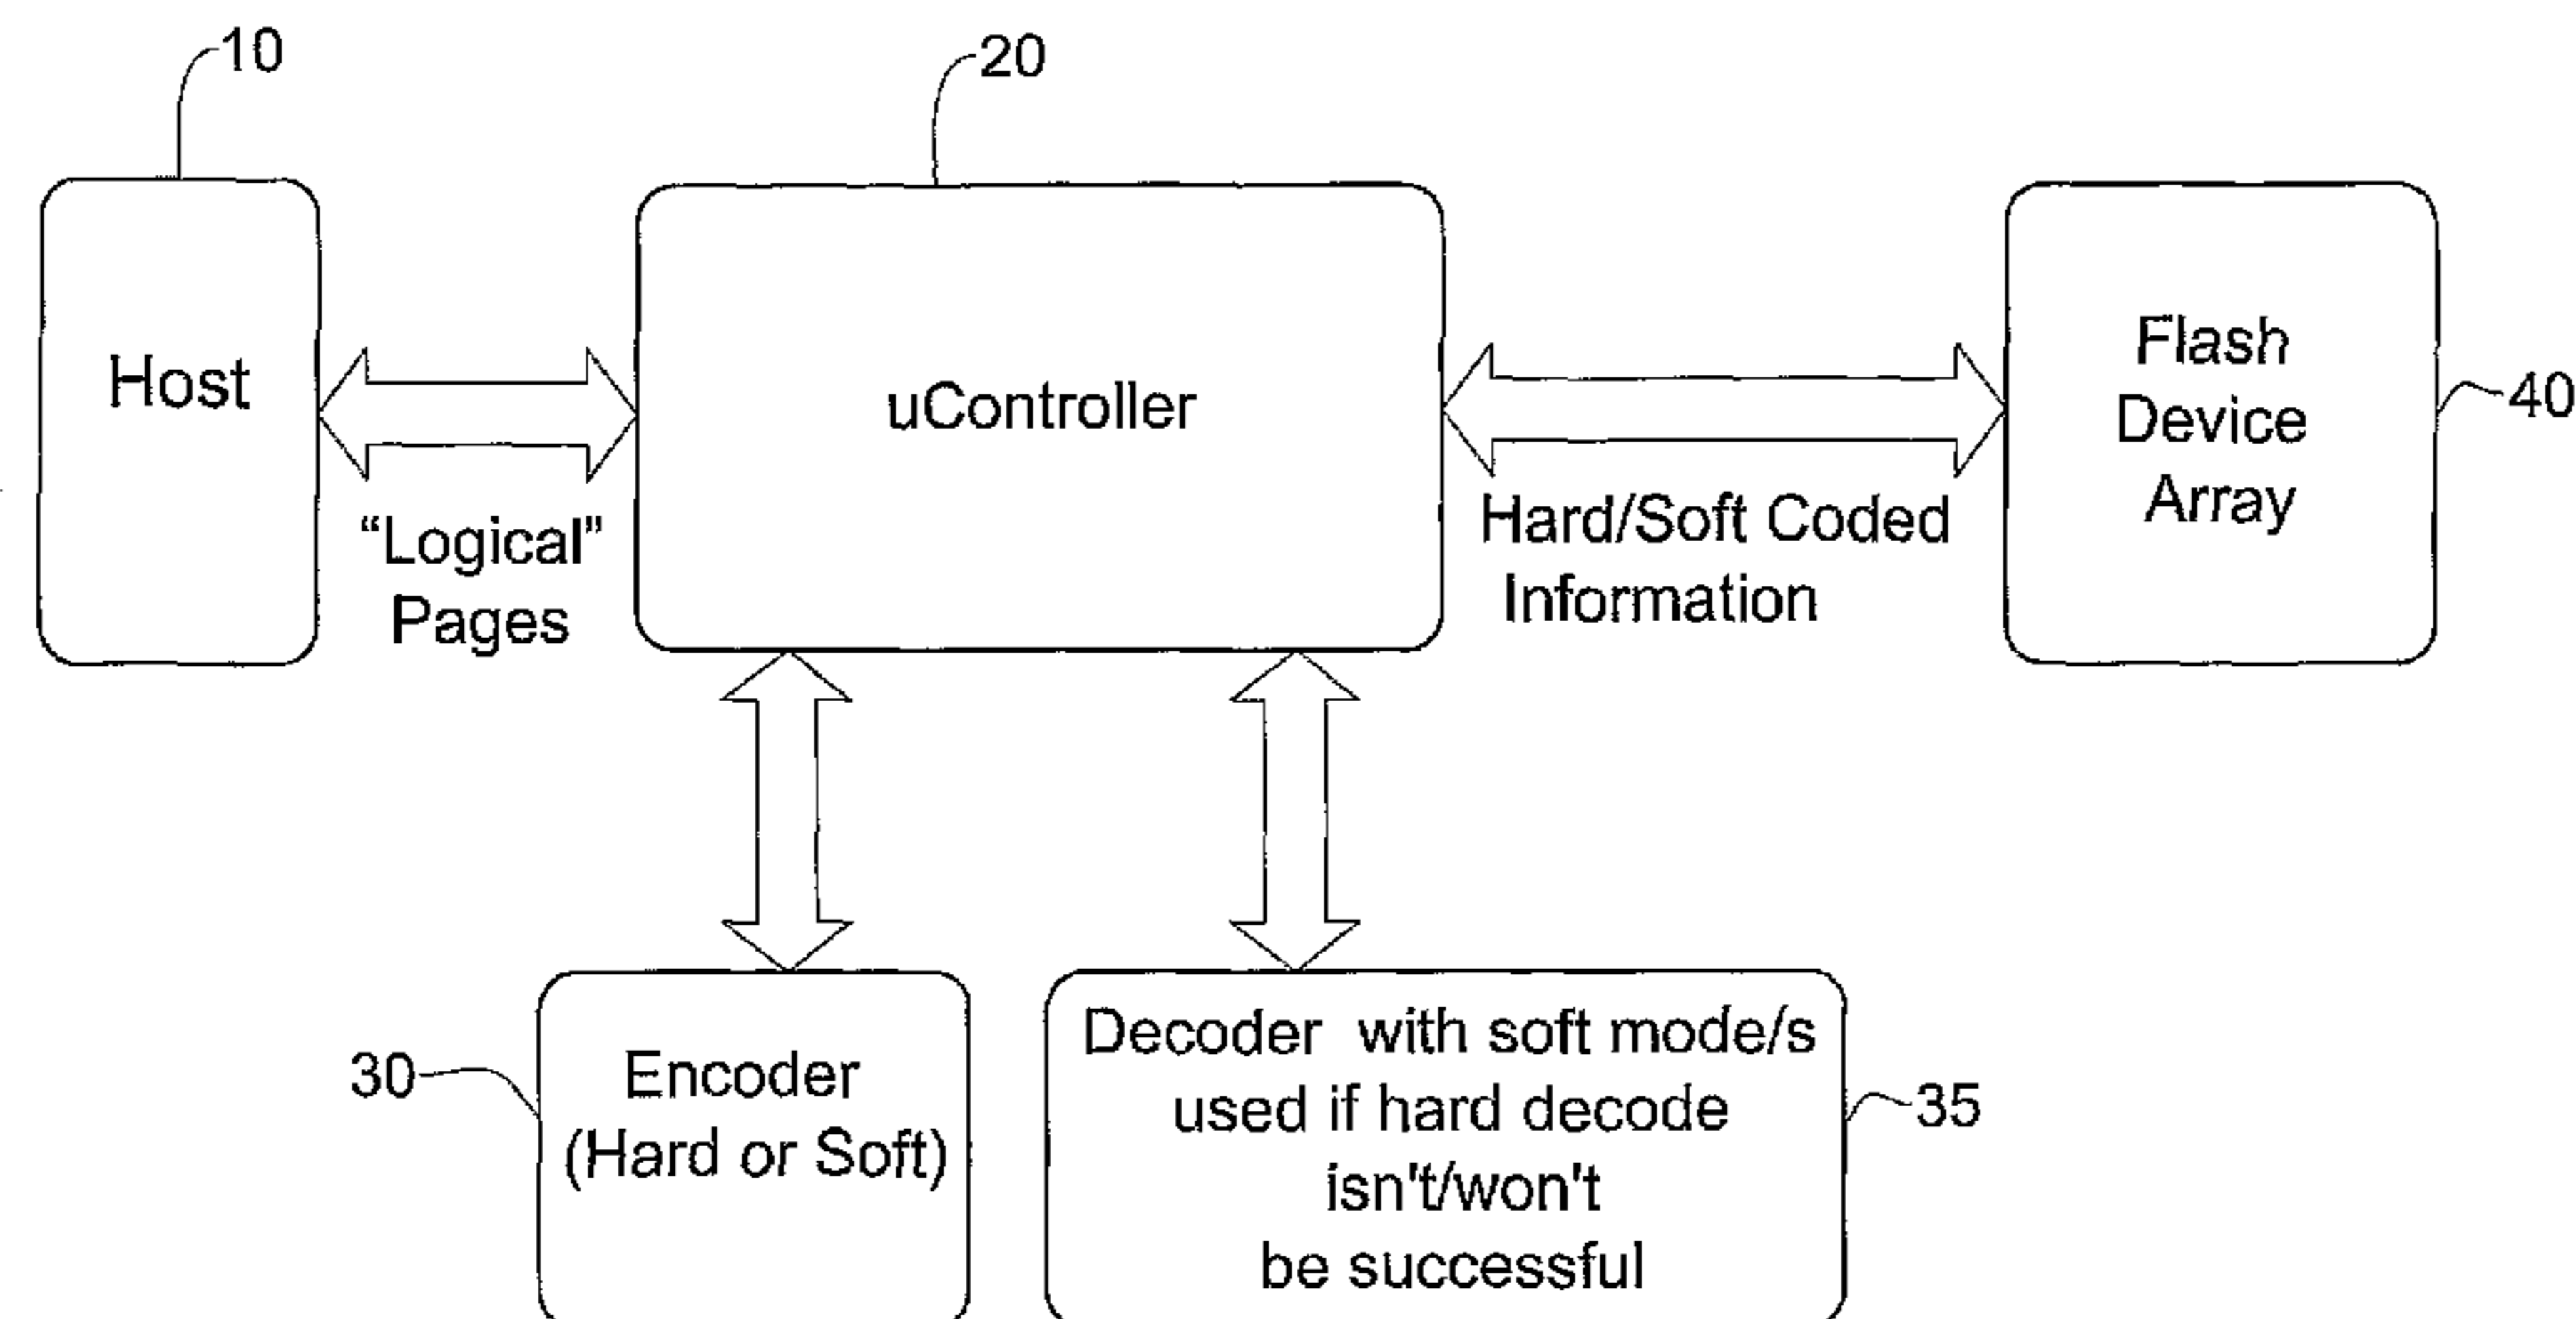 10
20
Host
uController
Flash
Device
Array
40
“Logical”
Pages
Hard/Soft Coded
Information
30
Encoder
(Hard or Soft)
Decoder with soft mode/s
used if hard decode
isn't/won't
be successful
35